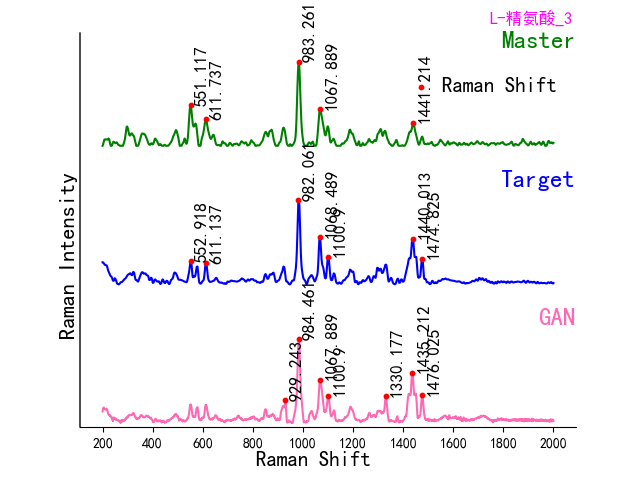 L-精氨酸_3
Master
551.117
611.737
983.261
1067.889
1441.214
Raman Shift
Target
552.918
611.137
982.061
1068.489
1100.9
1440.013
1474.825
GAN
929.243
984.461
1067.889
1100.9
1330.177
1435.212
1476.025
Raman Intensity
200 400 600 800 1000 1200 1400 1600 1800 2000
Raman Shift